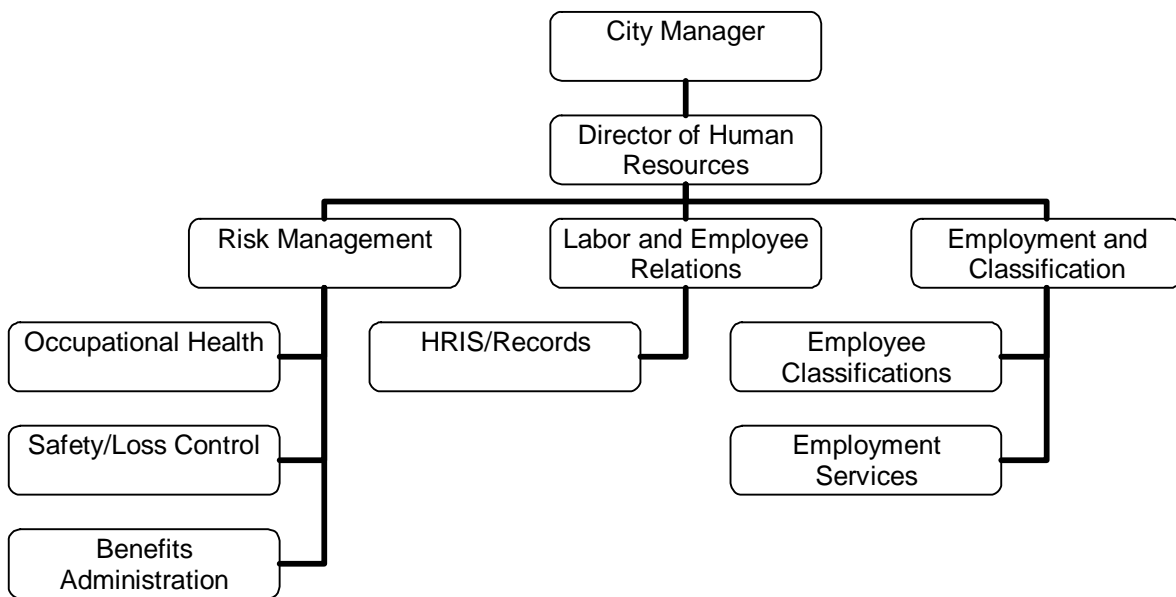 City Manager
Director of Human
Resources
Risk Management
Labor and Employee
Relations
Employment and
Classification
Occupational Health
HRIS/Records
Employee
Classifications
Safety/Loss Control
Employment
Services
Benefits
Administration